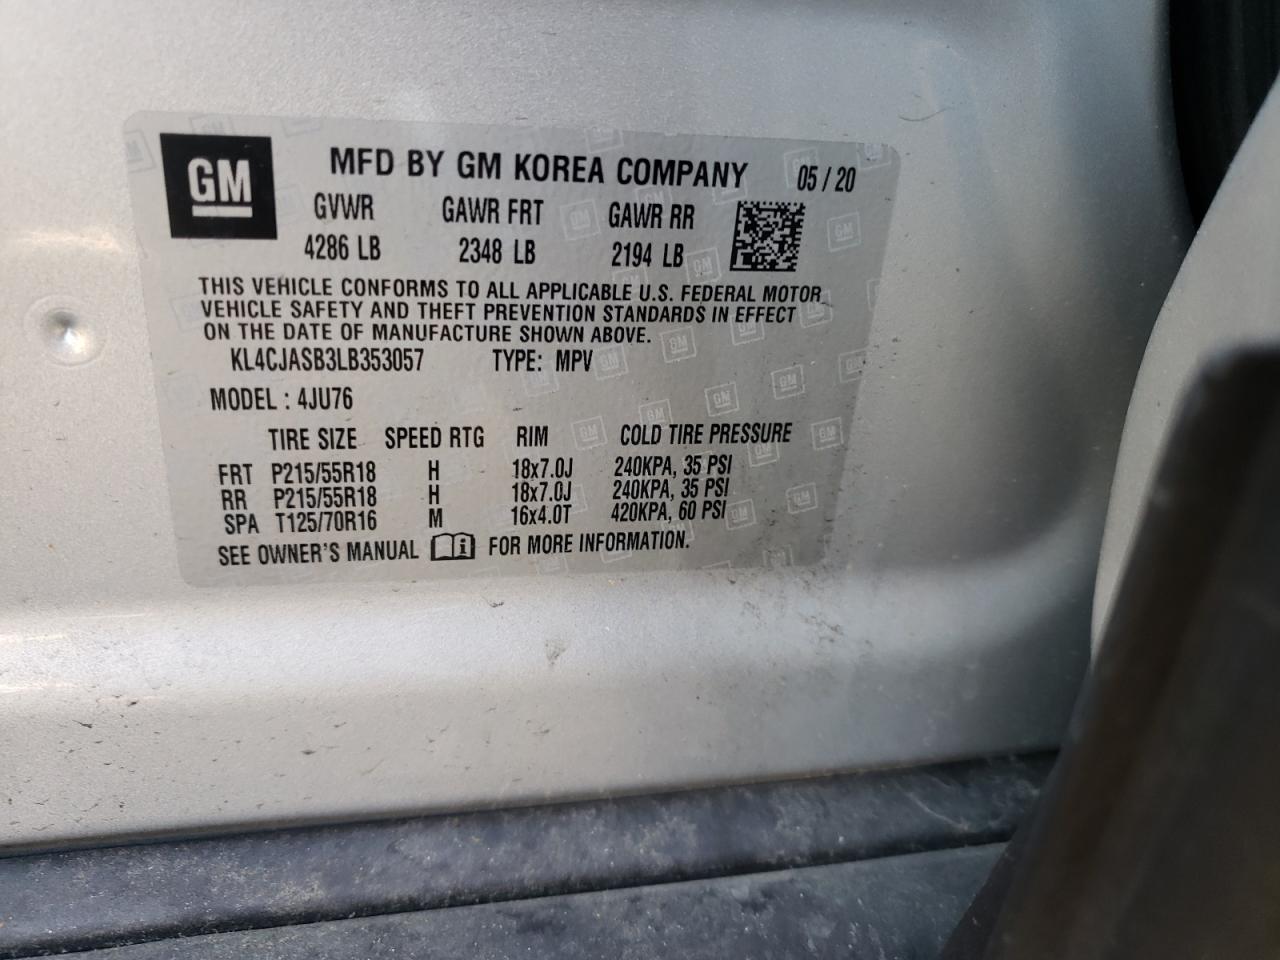 GM
MFD BY GM KOREA COMPANY 05 / 20
GVWR GAWR FRT GAWR RR
4286 LB 2348 LB 2194 LB
THIS VEHICLE CONFORMS TO ALL APPLICABLE U.S. FEDERAL MOTOR
VEHICLE SAFETY AND THEFT PREVENTION STANDARDS IN EFFECT
ON THE DATE OF MANUFACTURE SHOWN ABOVE.
KL4CJASB3LB353057 TYPE: MPV
MODEL : 4JU76
TIRE SIZE SPEED RTG RIM COLD TIRE PRESSURE
FRT P215/55R18 H 18x7.0J 240KPA, 35 PSI
RR P215/55R18 H 18x7.0J 240KPA, 35 PSI
SPA T125/70R16 M 16x4.0T 420KPA, 60 PSI
SEE OWNER'S MANUAL i FOR MORE INFORMATION.